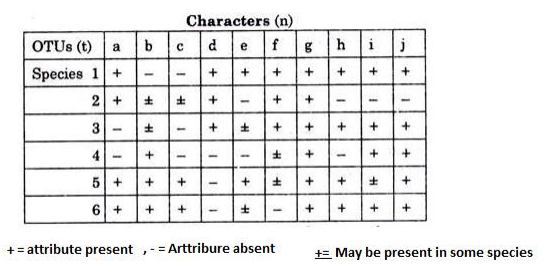 Characters (n)
OTUs (t) a b c d e f g h i j
Species 1 + − − + + + + + + +
2 + ± ± + − + + − − −
3 − ± − + ± + + + + +
4 − + − − − ± + − + +
5 + + + − + ± + + ± +
6 + + + − ± − + + + +
+ = attribute present , - = Arttribure absent += May be present in some species